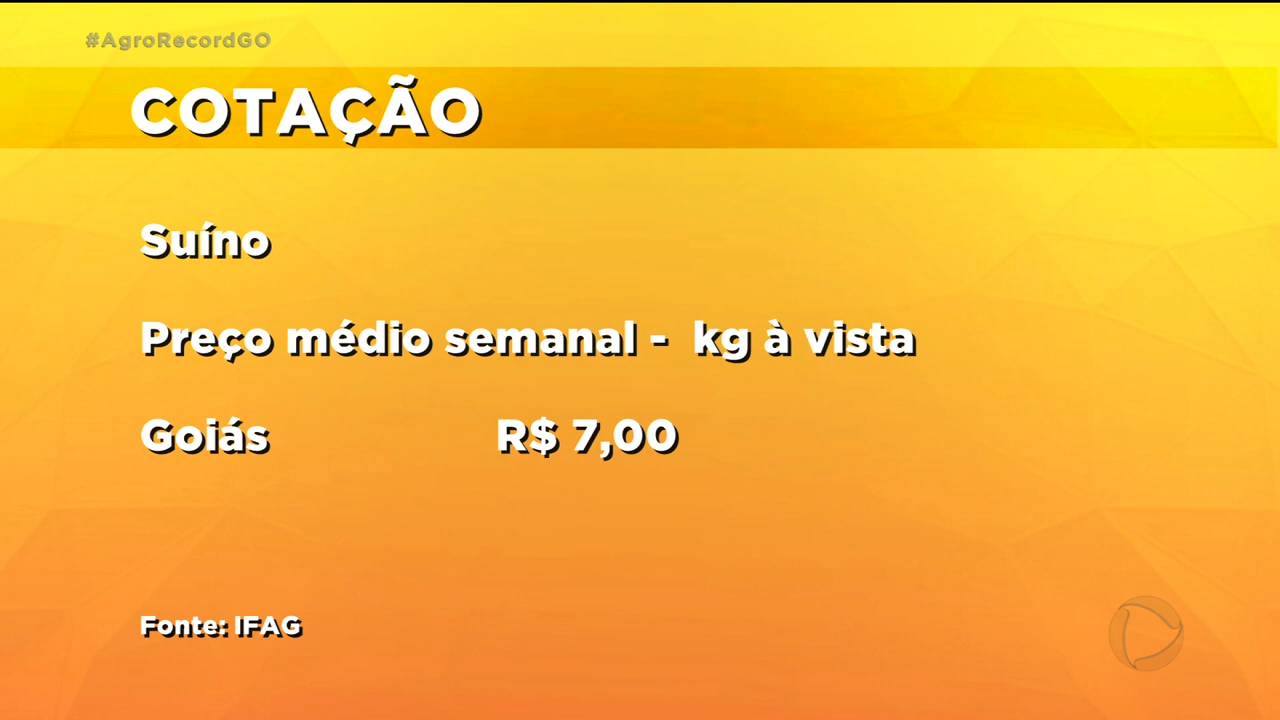 #AgroRecordGO
COTAÇÃO
Suíno
Preço médio semanal - kg à vista
Goiás R$ 7,00
Fonte: IFAG